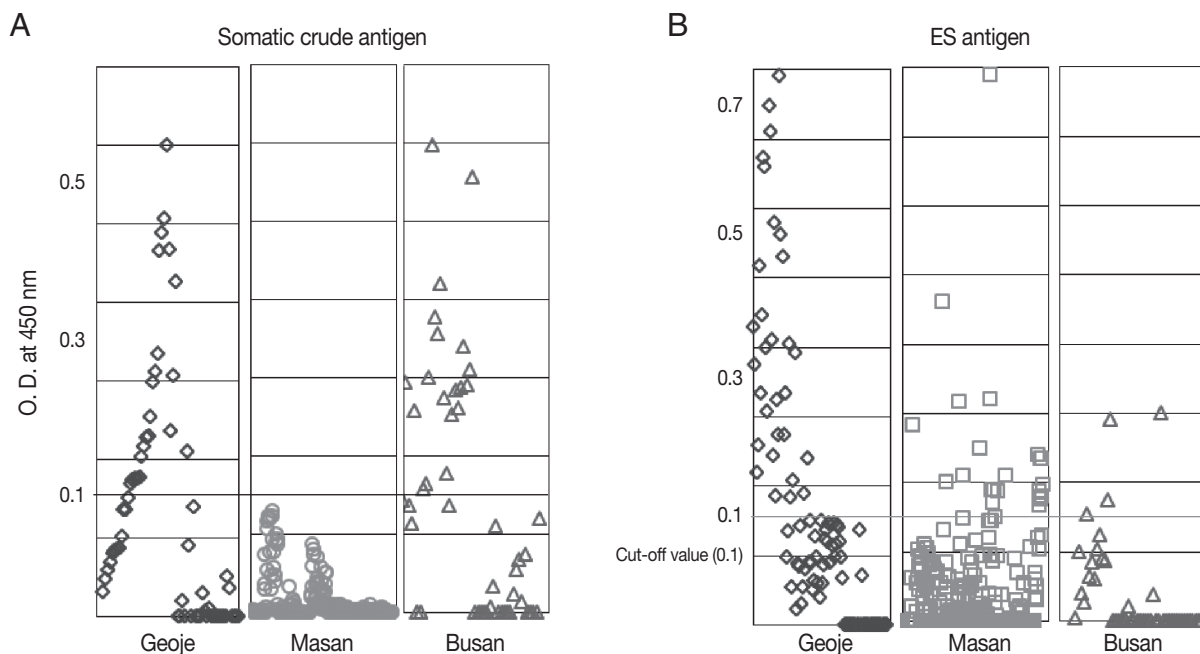 A
Somatic crude antigen
O. D. at 450 nm
0.5
0.3
0.1
Geoje
Masan
Busan
B
ES antigen
0.7
0.5
0.3
0.1
Cut-off value (0.1)
Geoje
Masan
Busan